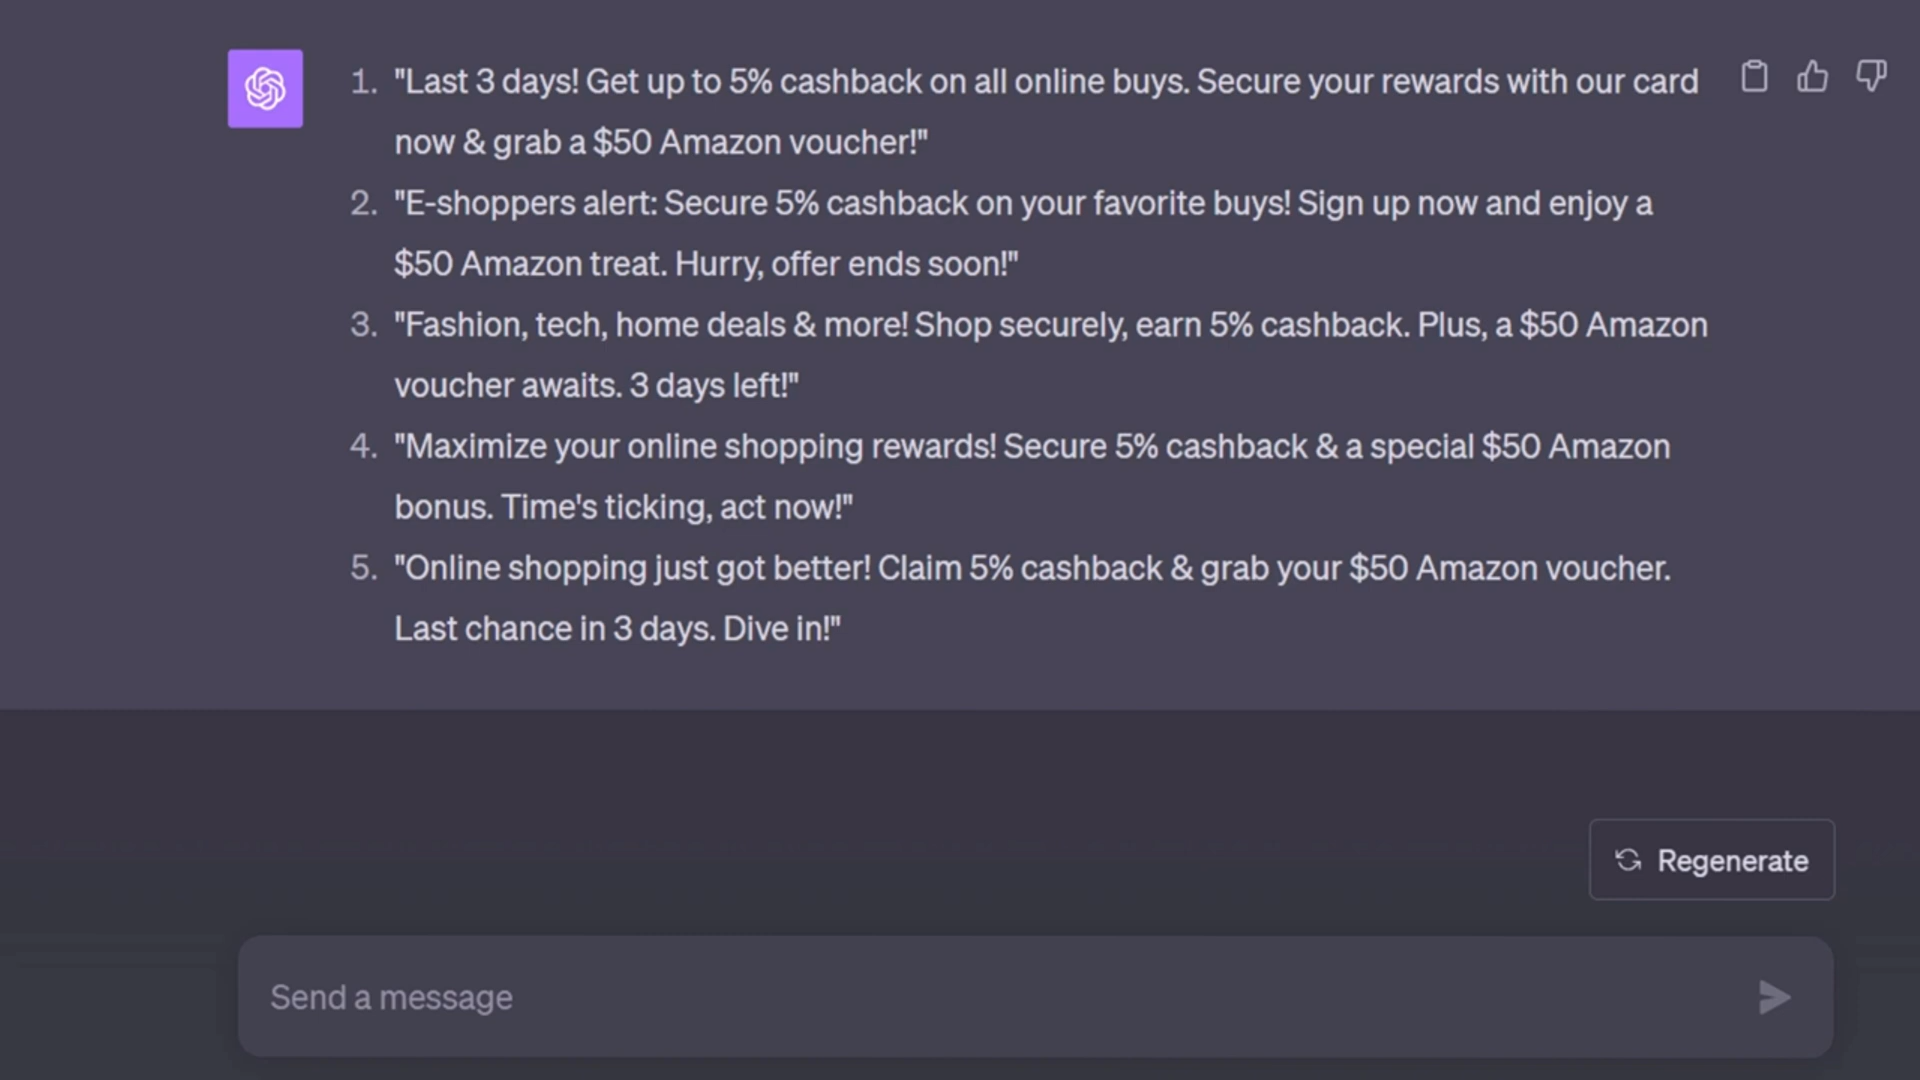 1. "Last 3 days! Get up to 5% cashback on all online buys. Secure your rewards with our card
now & grab a $50 Amazon voucher!"
2. "E-shoppers alert: Secure 5% cashback on your favorite buys! Sign up now and enjoy a
$50 Amazon treat. Hurry, offer ends soon!"
3. "Fashion, tech, home deals & more! Shop securely, earn 5% cashback. Plus, a $50 Amazon
voucher awaits. 3 days left!"
4. "Maximize your online shopping rewards! Secure 5% cashback & a special $50 Amazon
bonus. Time's ticking, act now!"
5. "Online shopping just got better! Claim 5% cashback & grab your $50 Amazon voucher.
Last chance in 3 days. Dive in!"
Regenerate
Send a message